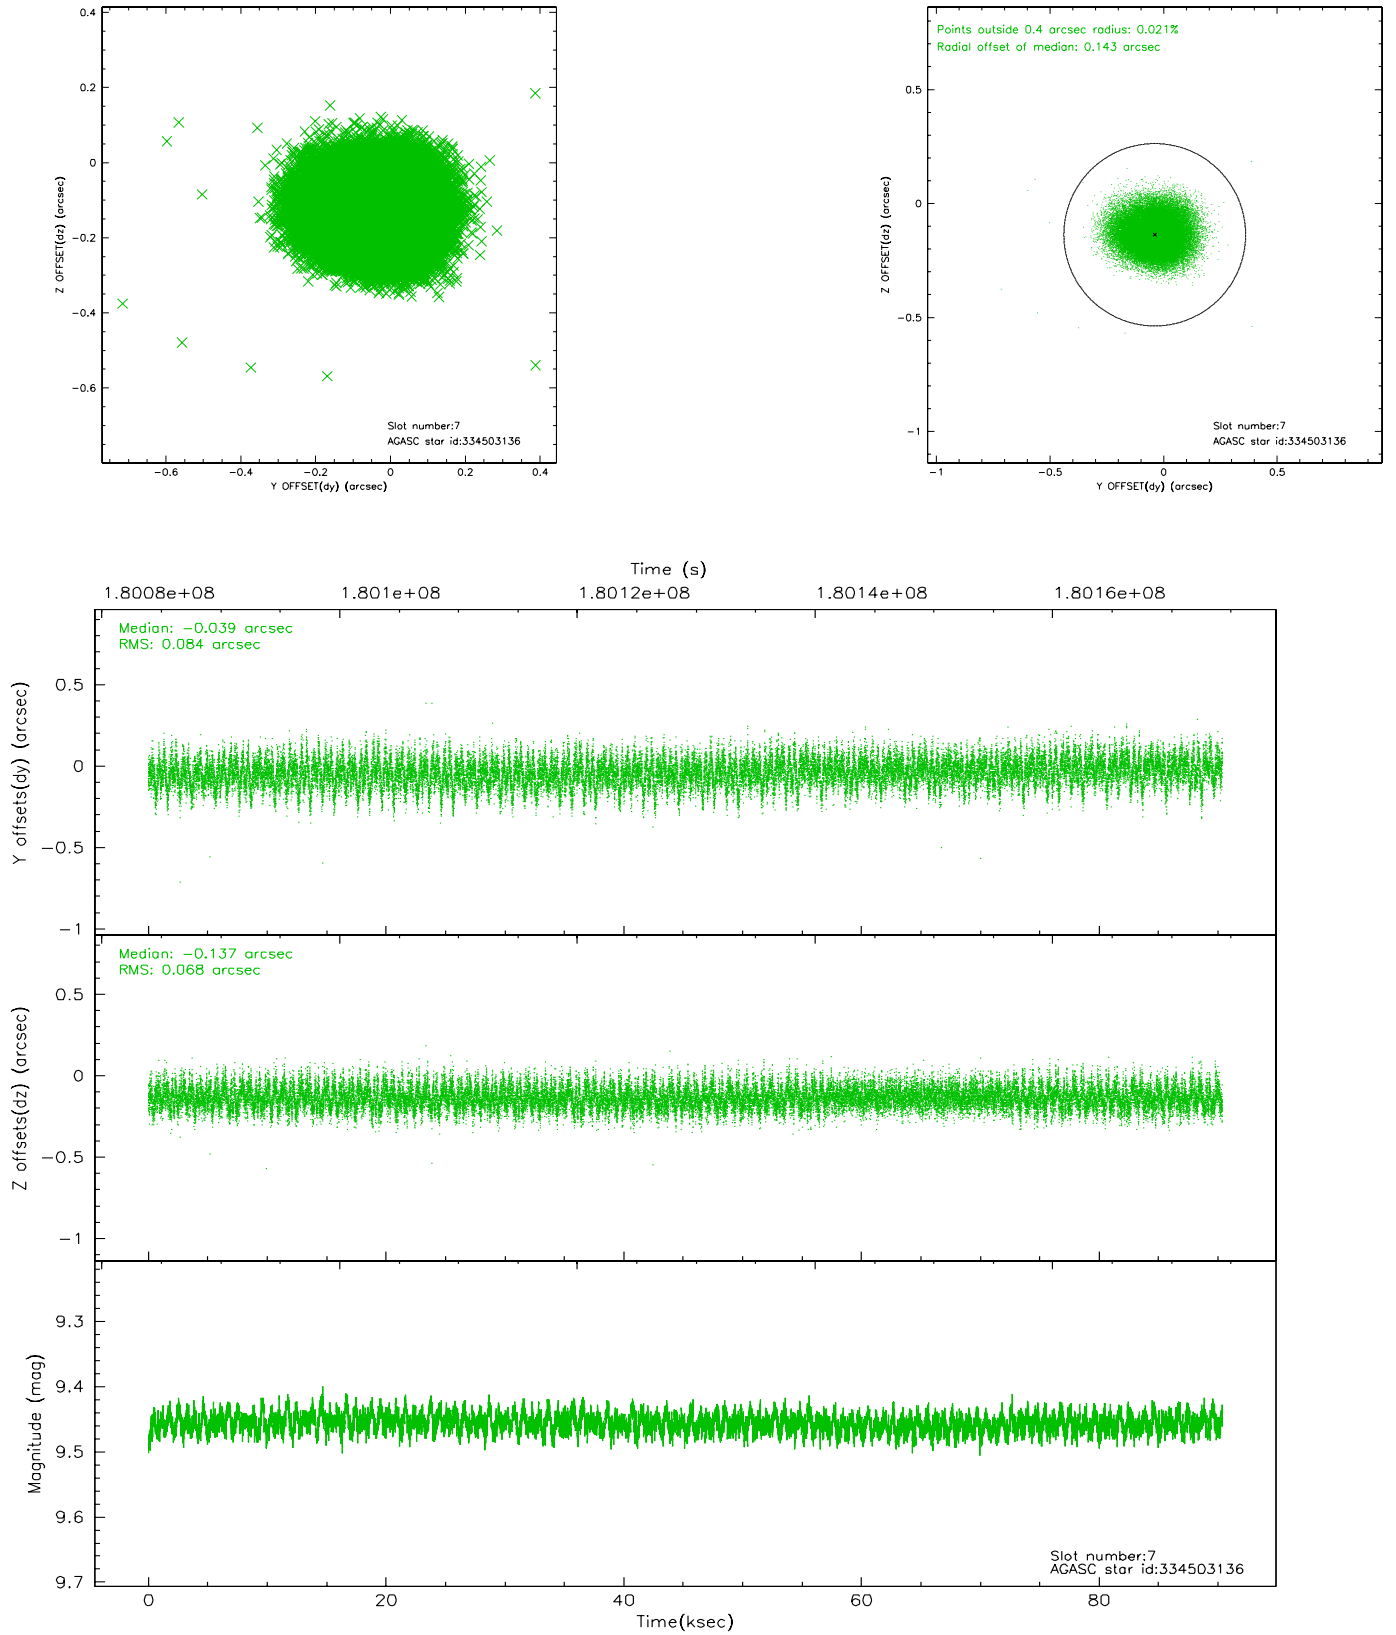 0.4
0.2
0
−0.2
−0.4
−0.6
Z OFFSET(dz) (arcsec)
Slot number:7
AGASC star id:334503136
−0.6 −0.4 −0.2 0 0.2 0.4
Y OFFSET(dy) (arcsec)
Points outside 0.4 arcsec radius: 0.021%
Radial offset of median: 0.143 arcsec
0.5
0
−0.5
−1
Z OFFSET(dz) (arcsec)
Slot number:7
AGASC star id:334503136
−1 −0.5 0 0.5
Y OFFSET(dy) (arcsec)
Time (s)
1.8008e+08 1.801e+08 1.8012e+08 1.8014e+08 1.8016e+08
Median: −0.039 arcsec
RMS: 0.084 arcsec
0.5
0
−0.5
−1
Y offsets(dy) (arcsec)
Median: −0.137 arcsec
RMS: 0.068 arcsec
0.5
0
−0.5
−1
Z offsets(dz) (arcsec)
9.3
9.4
9.5
9.6
9.7
Magnitude (mag)
Slot number:7
AGASC star id:334503136
0 20 40 60 80
Time(ksec)